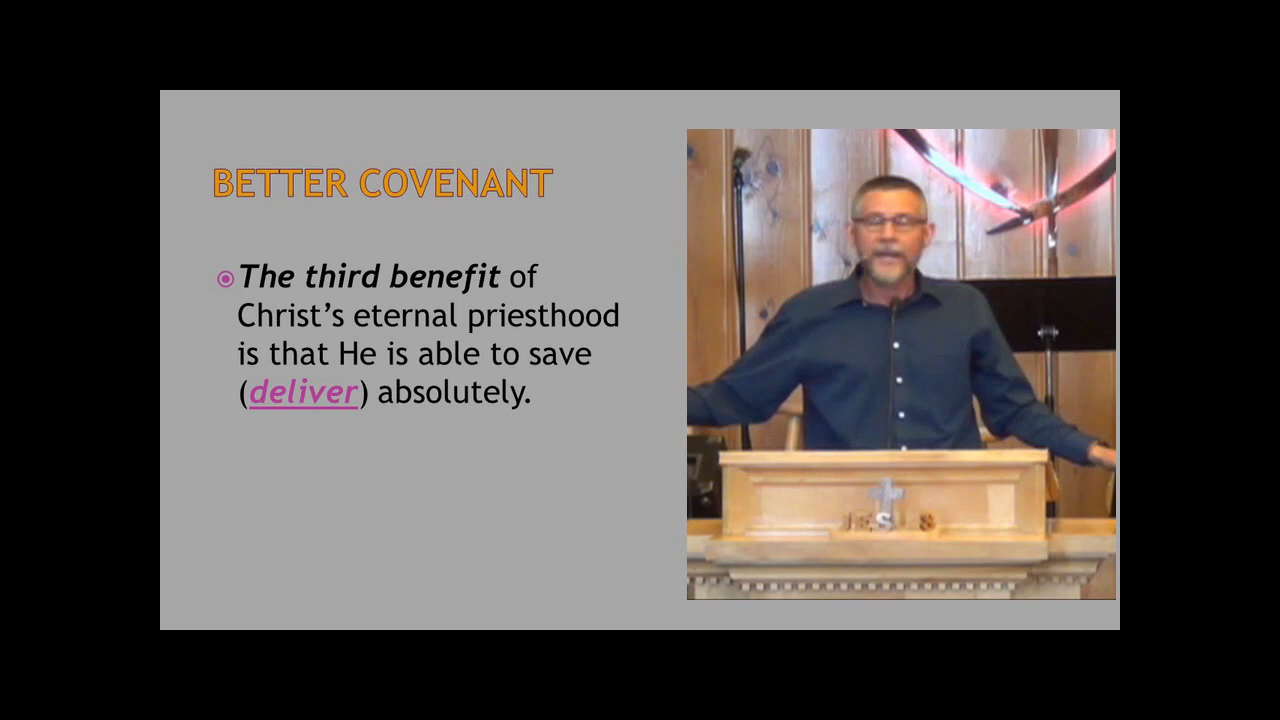 BETTER COVENANT
The third benefit of
Christ's eternal priesthood
is that He is able to save
(deliver) absolutely.